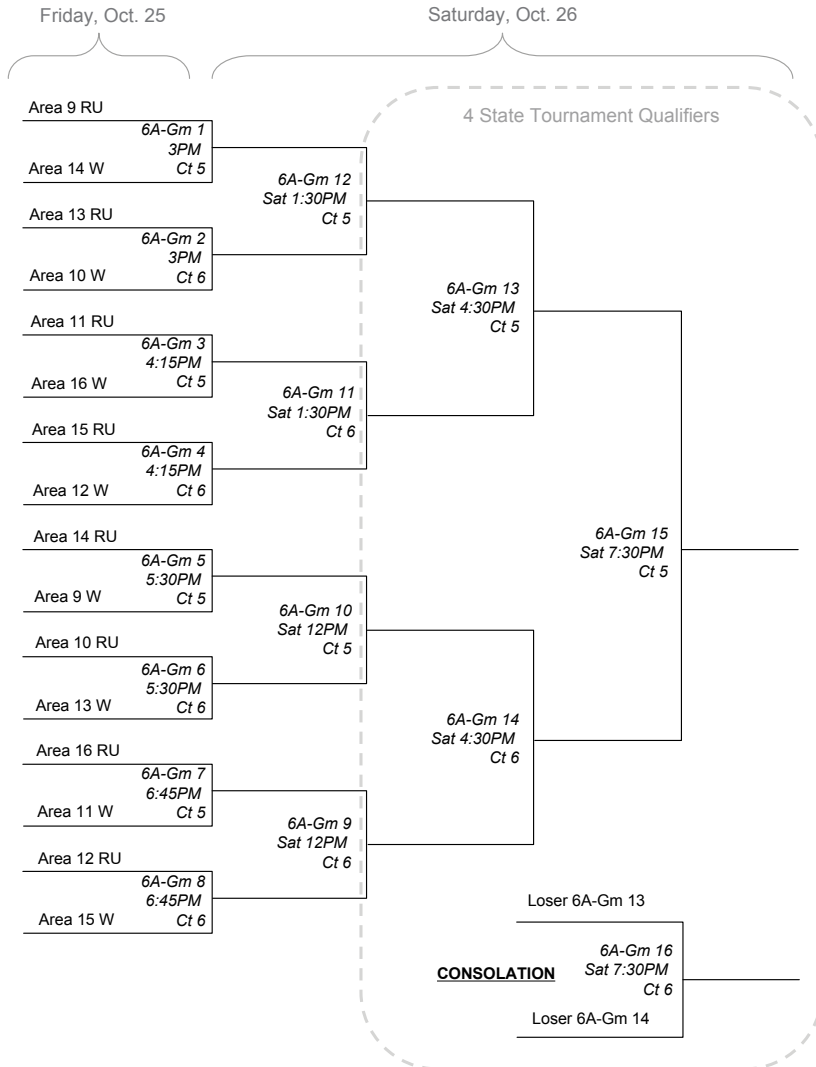 Friday, Oct. 25
Saturday, Oct. 26
4 State Tournament Qualifiers
Area 9 RU
6A-Gm 1
3PM
Area 14 W
Ct 5
6A-Gm 12
Sat 1:30PM
Ct 5
Area 13 RU
6A-Gm 2
3PM
Area 10 W
Ct 6
6A-Gm 13
Sat 4:30PM
Ct 5
Area 11 RU
6A-Gm 3
4:15PM
Area 16 W
Ct 5
6A-Gm 11
Sat 1:30PM
Ct 6
Area 15 RU
6A-Gm 4
4:15PM
Area 12 W
Ct 6
6A-Gm 15
Sat 7:30PM
Ct 5
Area 14 RU
6A-Gm 5
5:30PM
Area 9 W
Ct 5
6A-Gm 10
Sat 12PM
Ct 5
Area 10 RU
6A-Gm 6
5:30PM
Area 13 W
Ct 6
6A-Gm 14
Sat 4:30PM
Ct 6
Area 16 RU
6A-Gm 7
6:45PM
Area 11 W
Ct 5
6A-Gm 9
Sat 12PM
Ct 6
Area 12 RU
6A-Gm 8
6:45PM
Area 15 W
Ct 6
Loser 6A-Gm 13
6A-Gm 16
Sat 7:30PM
Ct 6
CONSOLATION
Loser 6A-Gm 14